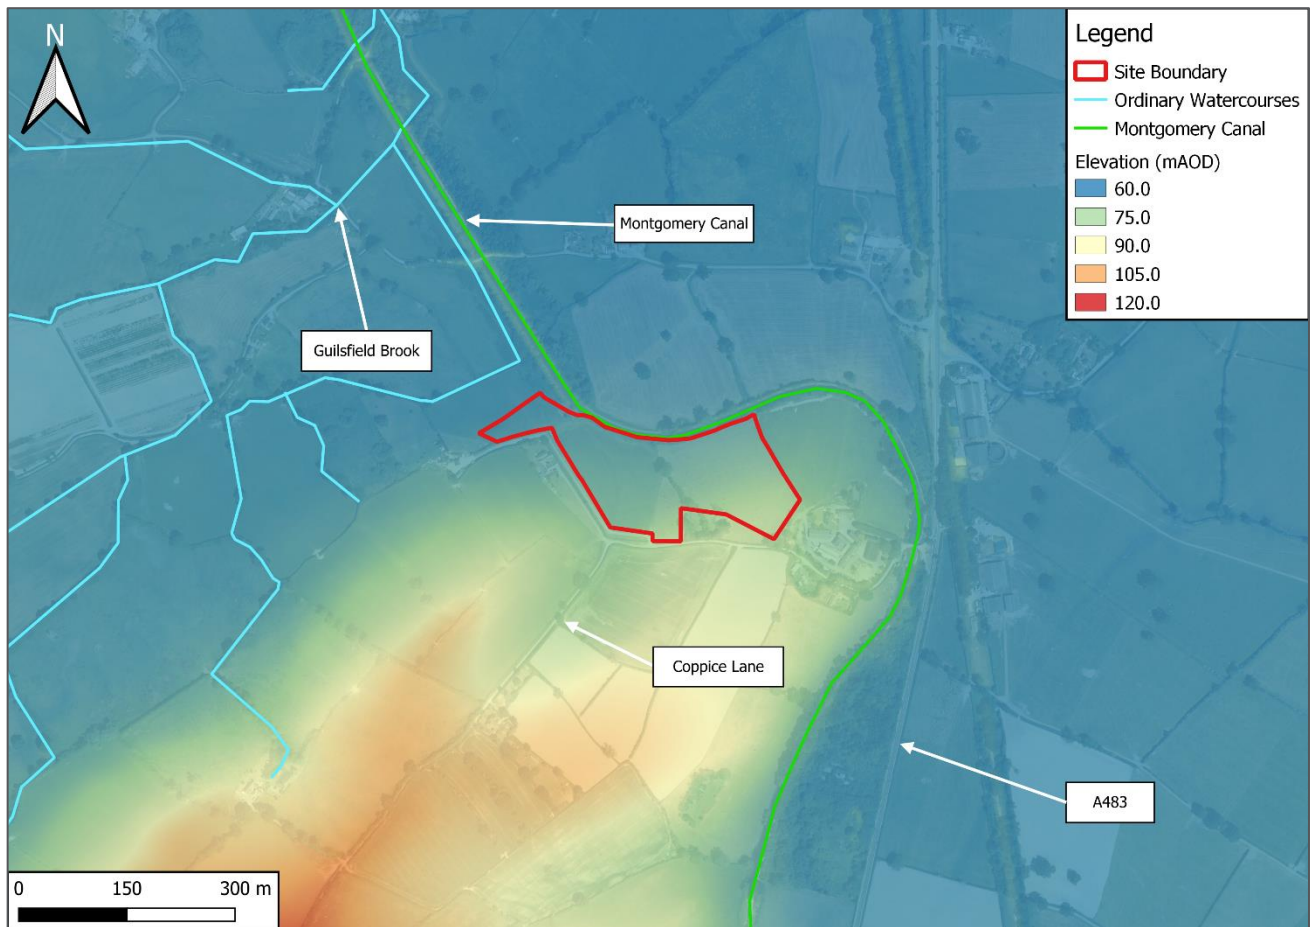 N
Legend
Site Boundary
Ordinary Watercourses
Montgomery Canal
Elevation (mAOD)
60.0
75.0
90.0
105.0
120.0
Montgomery Canal
Guilsfield Brook
Coppice Lane
A483
0 150 300 m